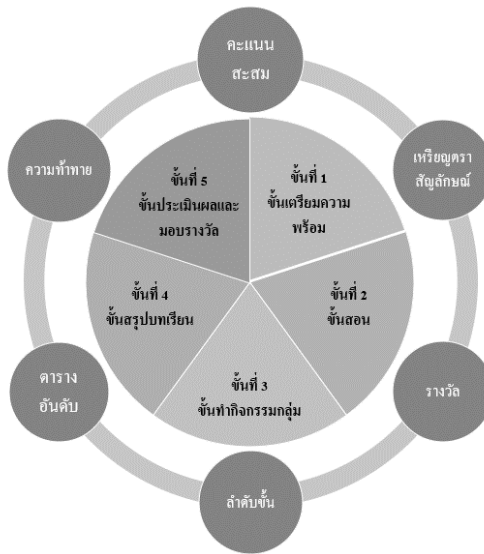 คะแนน
สะสม
เหรียญตรา
สัญลักษณ์
รางวัล
ลำดับขั้น
ตาราง
อันดับ
ความท้าทาย
ขั้นที่ 1
ขั้นเตรียมความ
พร้อม
ขั้นที่ 2
ขั้นสอน
ขั้นที่ 3
ขั้นทำกิจกรรมกลุ่ม
ขั้นที่ 4
ขั้นสรุปบทเรียน
ขั้นที่ 5
ขั้นประเมินผลและ
มอบรางวัล